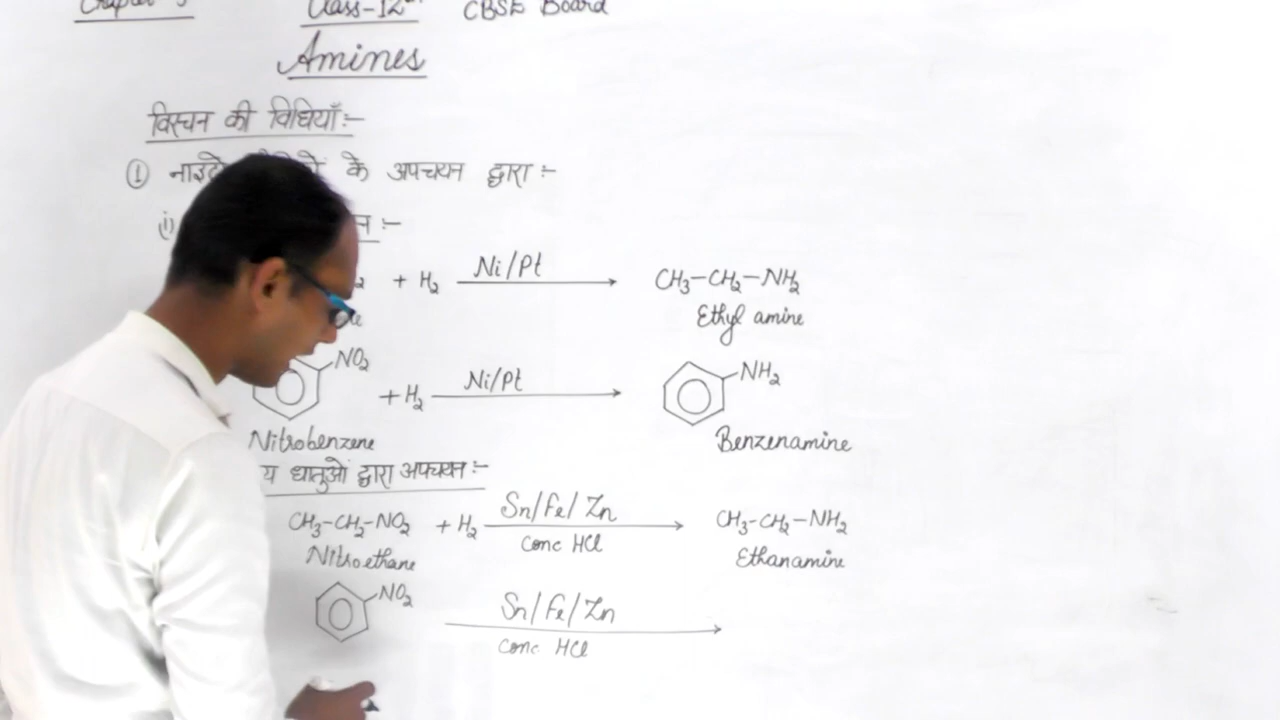 Class-12th CBSE Board
Amines
विरचन की विधियाँ:-
① के अपचयन द्वारा :-
(i) :-
+ H₂ Ni/Pt CH₃-CH₂-NH₂
Ethyl amine
NO₂ + H₂ Ni/Pt NH₂
Nitrobenzene Benzenamine
धातुओं द्वारा अपचयन :-
CH₃-CH₂-NO₂ + H₂ Sn/Fe/Zn conc HCl CH₃-CH₂-NH₂
Nitroethane Ethanamine
NO₂ Sn/Fe/Zn conc. HCl